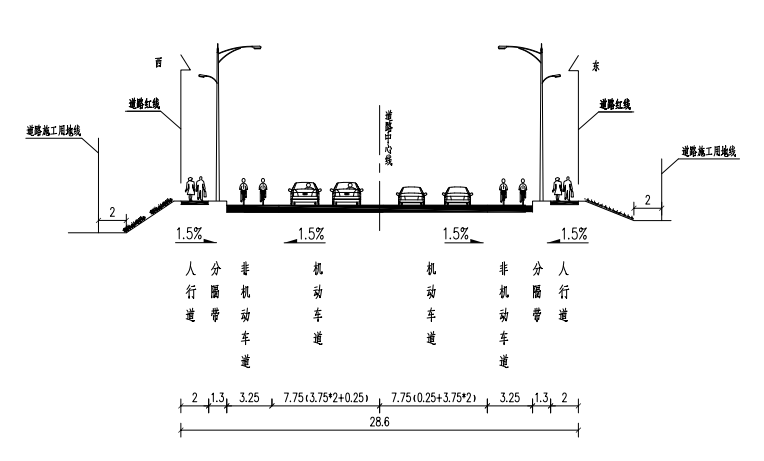 西
东
道路红线
道路红线
道路中心线
道路施工用地线
道路施工用地线
2
2
1.5%
1.5%
1.5%
1.5%
人行道
分隔带
非机动车道
机动车道
机动车道
非机动车道
分隔带
人行道
2
1.3
3.25
7.75(3.75*2+0.25)
7.75(0.25+3.75*2)
3.25
1.3
2
28.6